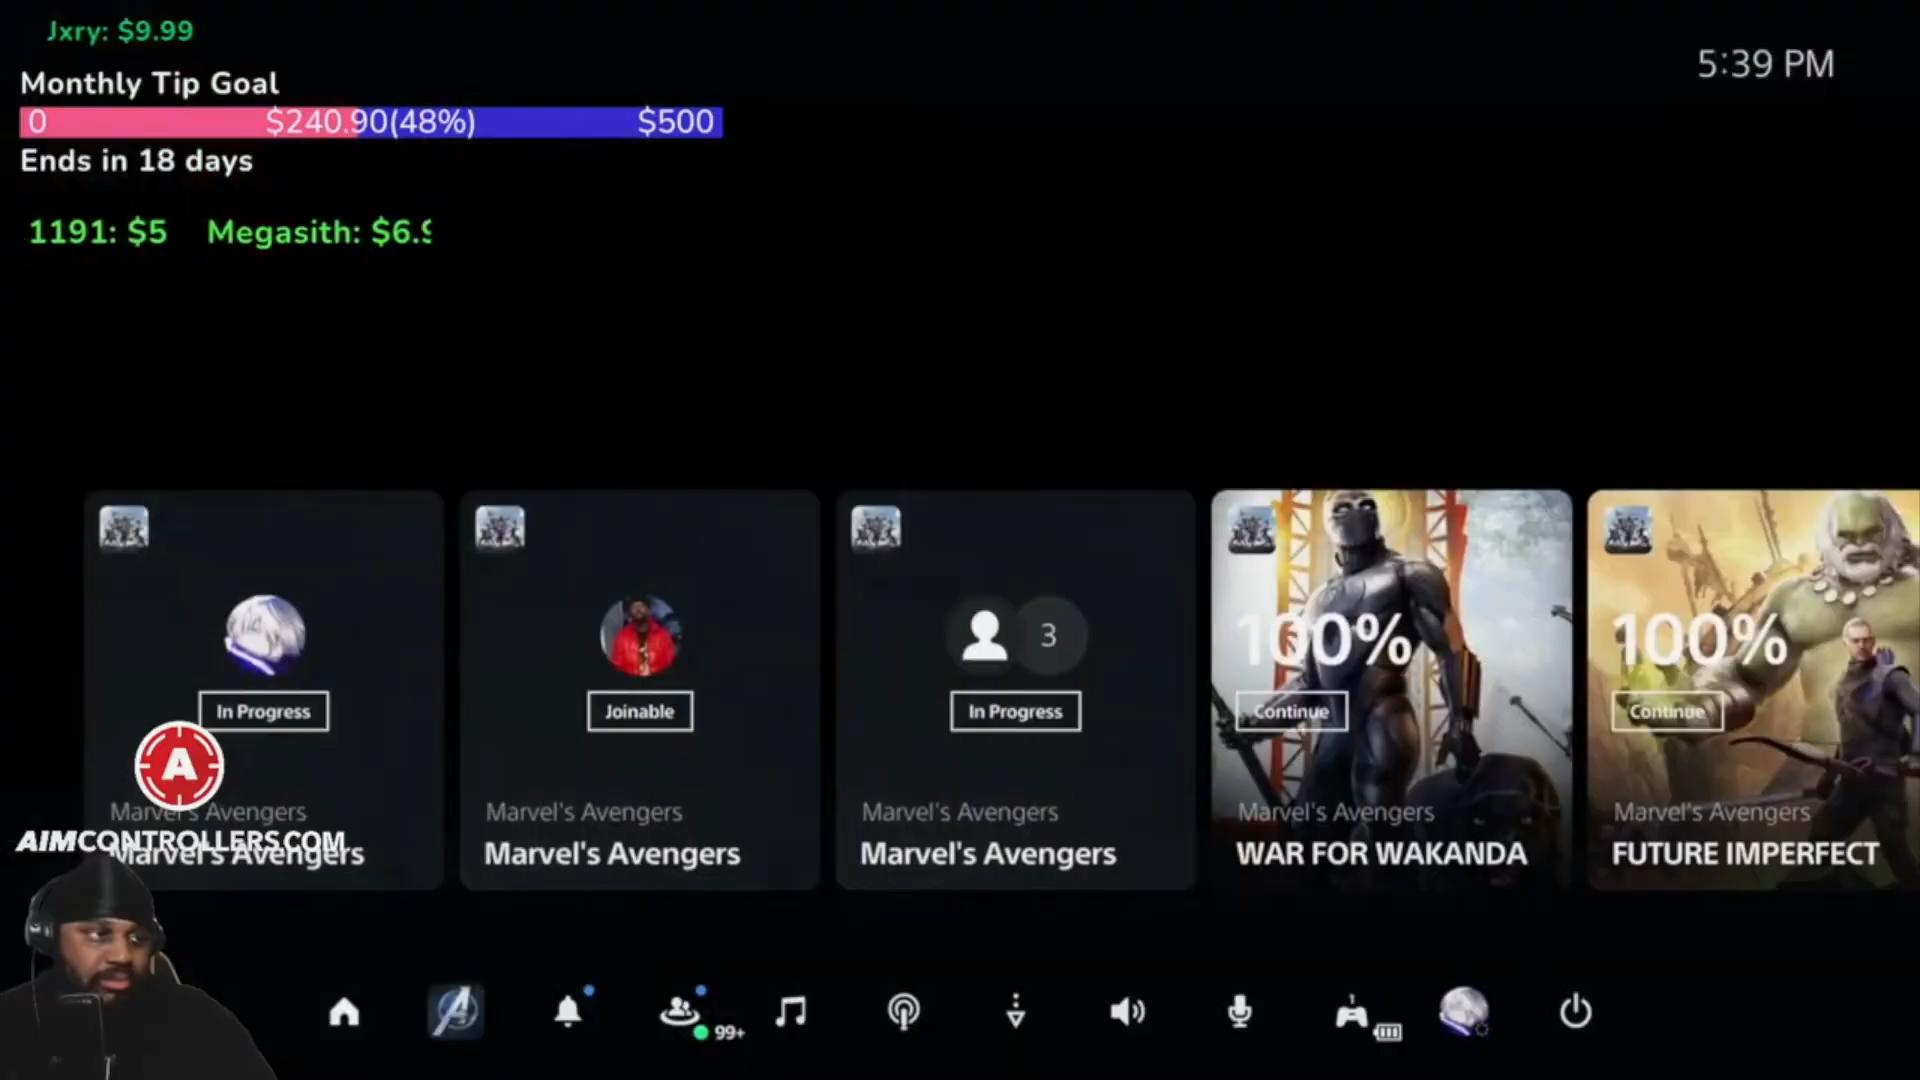 Jxry: $9.99
5:39 PM
Monthly Tip Goal
0 $240.90(48%) $500
Ends in 18 days
1191: $5 Megasith: $6.9
3
100%
100%
In Progress
Joinable
In Progress
Continue
Continue
A
Marvel's Avengers
Marvel's Avengers
Marvel's Avengers
Marvel's Avengers
Marvel's Avengers
AIMCONTROLLERS.COM
Marvel's Avengers
Marvel's Avengers
Marvel's Avengers
WAR FOR WAKANDA
FUTURE IMPERFECT
1
99+